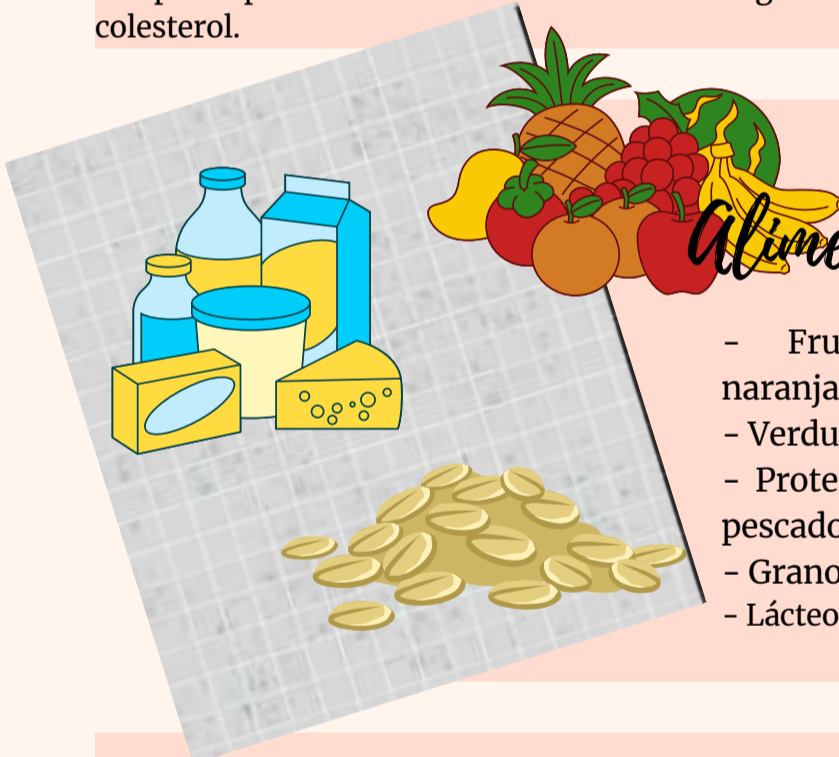 colesterol.
Alime
- Fru
naranja
- Verdu
- Prote
pescado
- Grano
- Lácteo